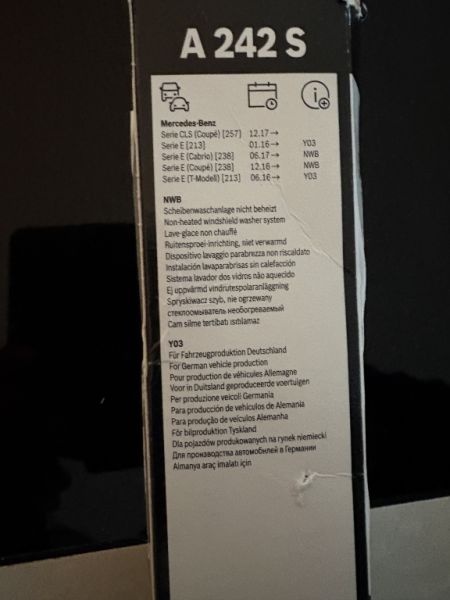 A 242 S
Mercedes-Benz
Serie CLS (Coupé) [257] 12.17→
Serie E [213] 01.16→ Y03
Serie E (Cabrio) [238] 06.17→ NWB
Serie E (Coupé) [238] 12.16→ NWB
Serie E (T-Modell) [213] 06.16→ Y03
NWB
Scheibenwaschanlage nicht beheizt
Non-heated windshield washer system
Lave-glace non chauffé
Ruitensproei-inrichting, niet verwarmd
Dispositivo lavaggio parabrezza non riscaldato
Instalación lavaparabrisas sin calefacción
Sistema lavador dos vidros não aquecido
Ej uppvärmd vindrutespolaranläggning
Spryskiwacz szyb, nie ogrzewany
стеклоомыватель необогреваемый
Cam silme tertibatı ısıtılamaz
Y03
Für Fahrzeugproduktion Deutschland
For German vehicle production
Pour production de véhicules Allemagne
Voor in Duitsland geproduceerde voertuigen
Per produzione veicoli Germania
Para producción de vehículos de Alemania
Para produção de veículos Alemanha
För bilproduktion Tyskland
Dla pojazdów produkowanych na rynek niemiecki
Для производства автомобилей в Германии
Almanya araç imalatı için